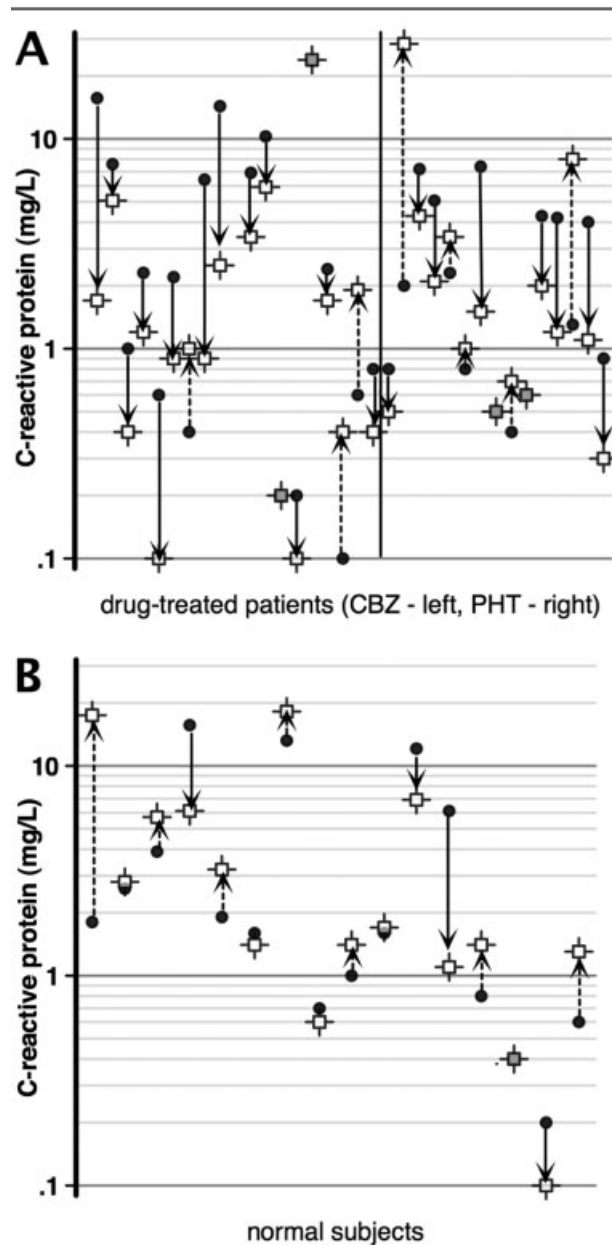 A
C-reactive protein (mg/L)
10
1
.1
drug-treated patients (CBZ - left, PHT - right)
B
C-reactive protein (mg/L)
10
1
.1
normal subjects